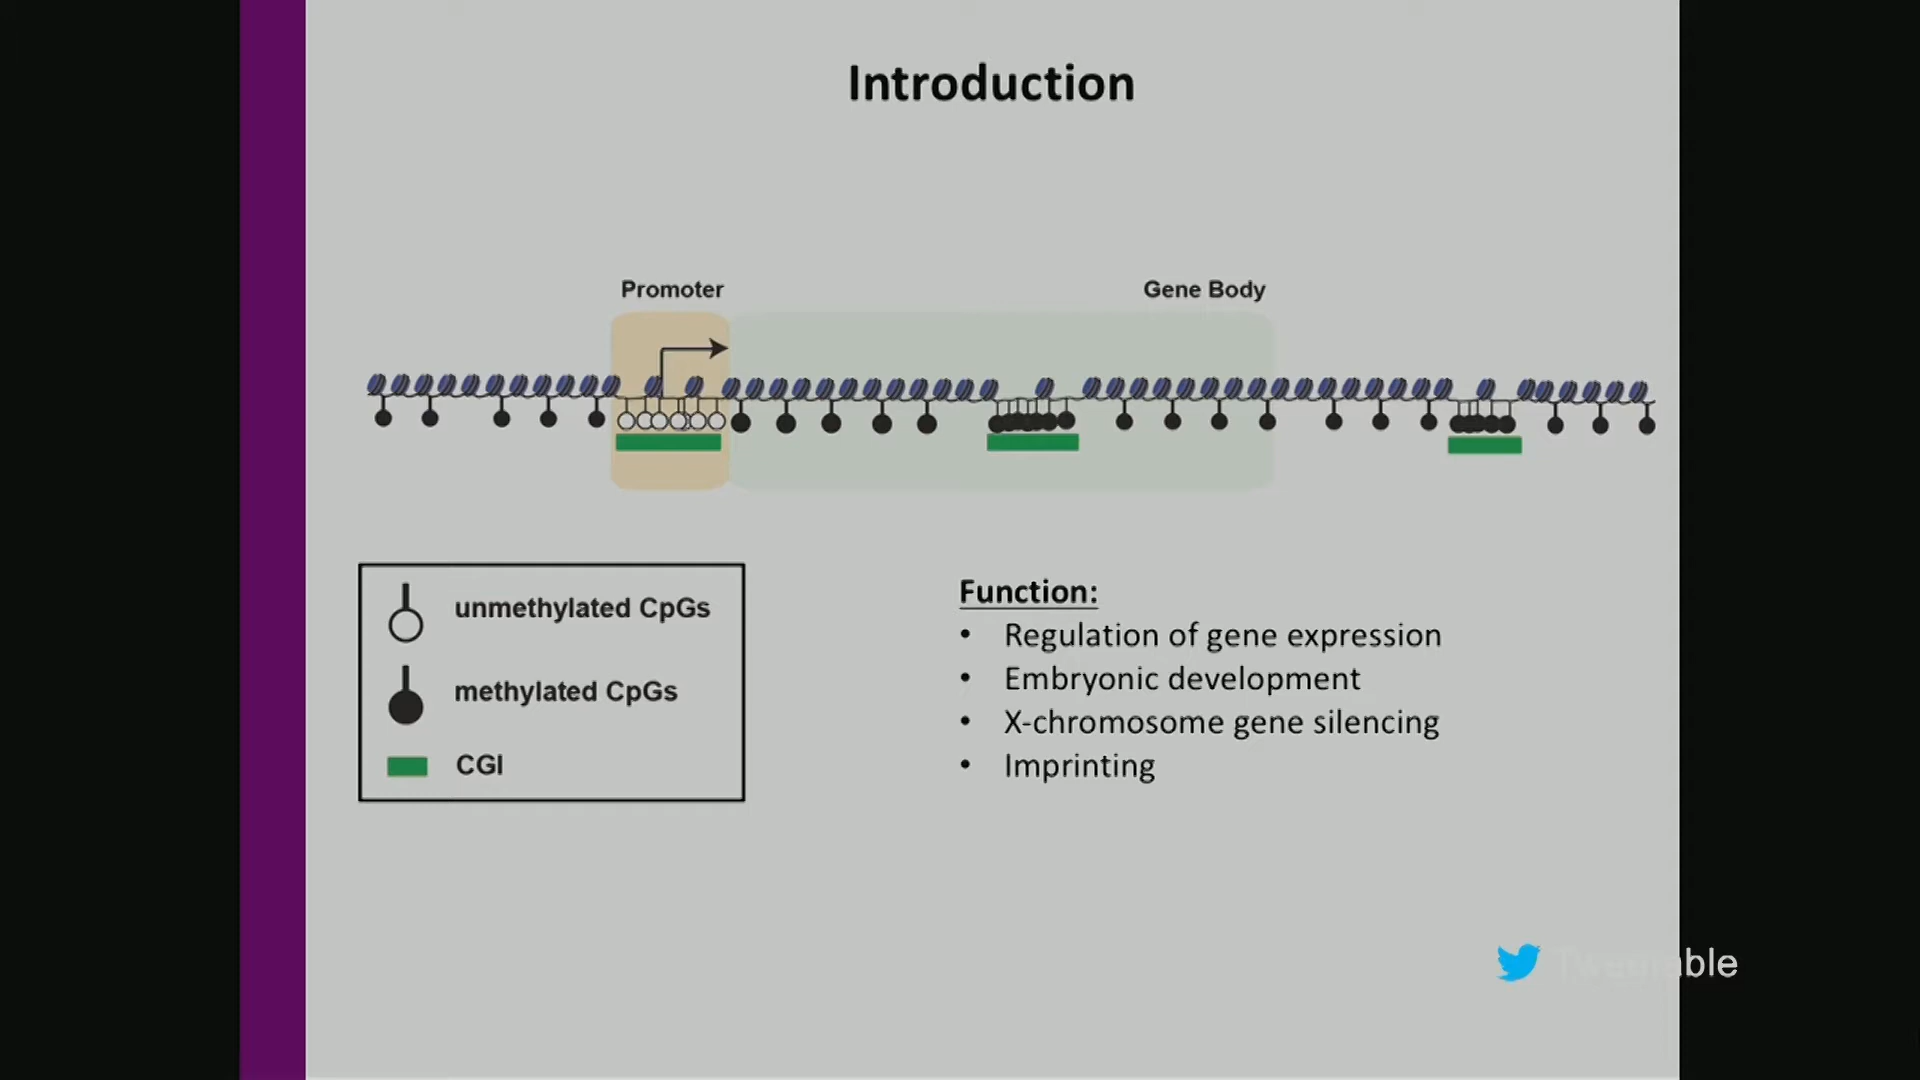 Introduction
Promoter
Gene Body
unmethylated CpGs
methylated CpGs
CGI
Function:
• Regulation of gene expression
• Embryonic development
• X-chromosome gene silencing
• Imprinting
Tweetable